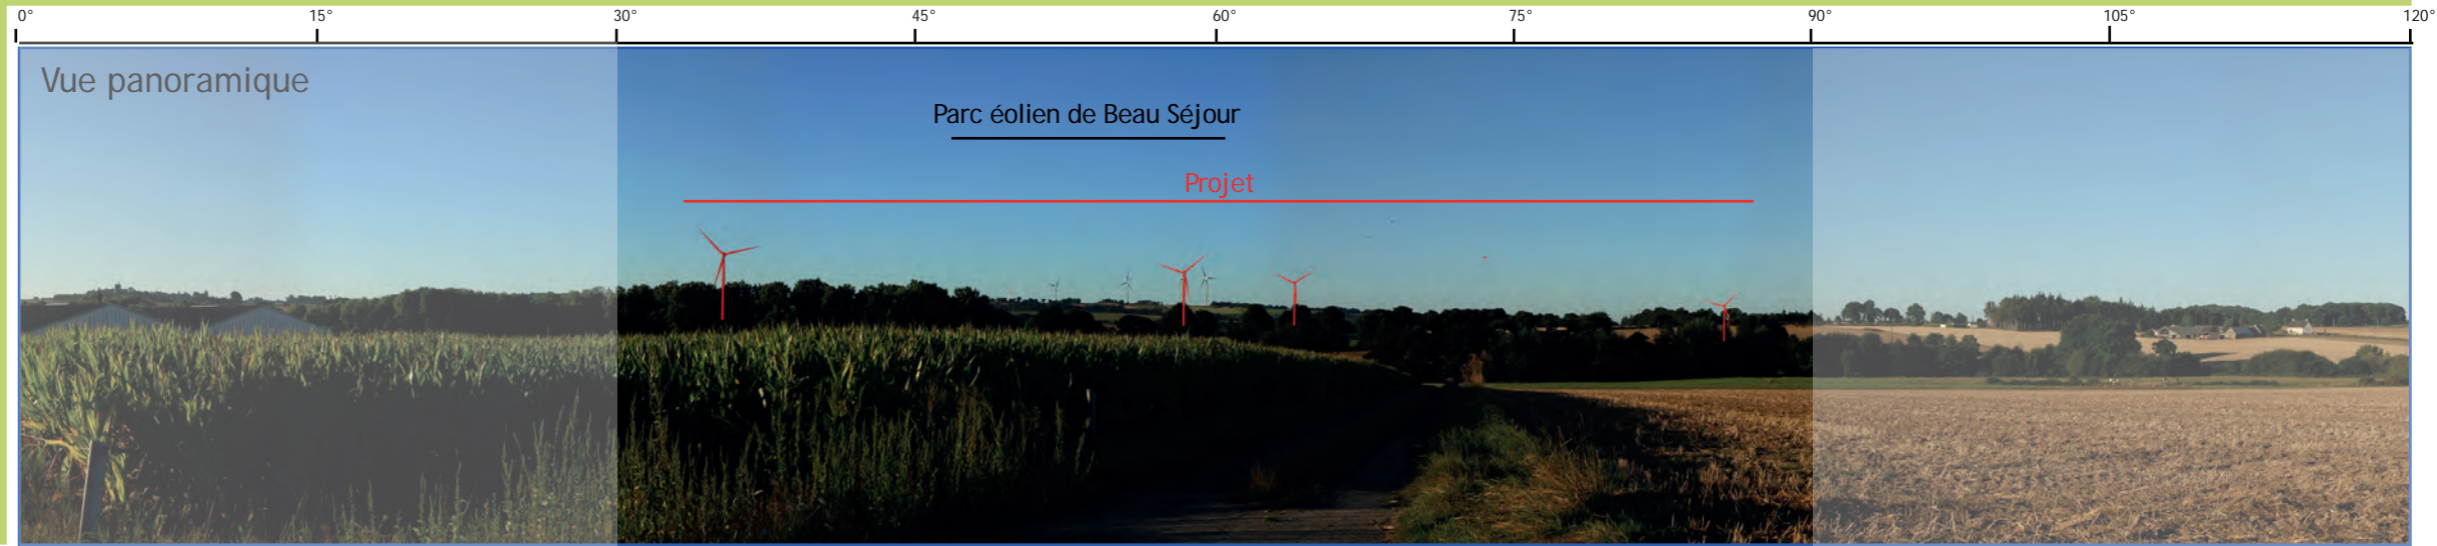 0° 15° 30° 45° 60° 75° 90° 105° 120°
Vue panoramique
Parc éolien de Beau Séjour
Projet